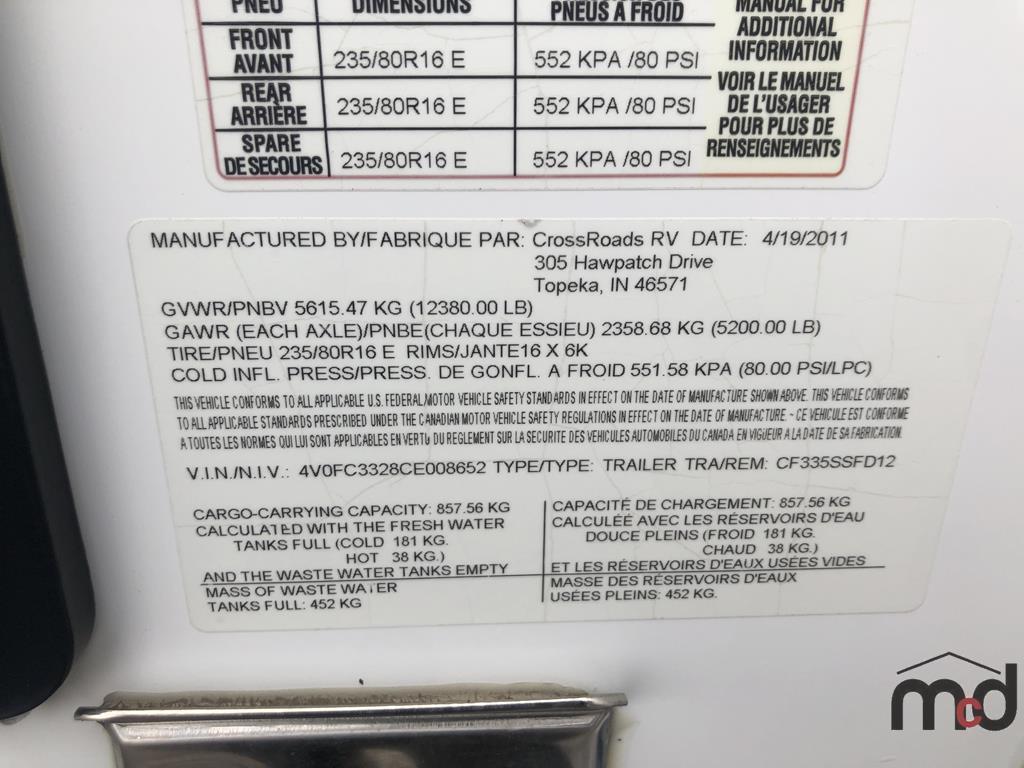 PNEU DIMENSIONS PNEUS A FROID MANUAL FOR
ADDITIONAL
INFORMATION
VOIR LE MANUEL
DE L'USAGER
POUR PLUS DE
RENSEIGNEMENTS
FRONT
AVANT 235/80R16 E 552 KPA /80 PSI
REAR
ARRIÈRE 235/80R16 E 552 KPA /80 PSI
SPARE
DE SECOURS 235/80R16 E 552 KPA /80 PSI
MANUFACTURED BY/FABRIQUE PAR: CrossRoads RV DATE: 4/19/2011
305 Hawpatch Drive
Topeka, IN 46571
GVWR/PNBV 5615.47 KG (12380.00 LB)
GAWR (EACH AXLE)/PNBE(CHAQUE ESSIEU) 2358.68 KG (5200.00 LB)
TIRE/PNEU 235/80R16 E RIMS/JANTE16 X 6K
COLD INFL. PRESS/PRESS. DE GONFL. A FROID 551.58 KPA (80.00 PSI/LPC)
THIS VEHICLE CONFORMS TO ALL APPLICABLE U.S. FEDERAL MOTOR VEHICLE SAFETY STANDARDS IN EFFECT ON THE DATE OF MANUFACTURE SHOWN ABOVE. THIS VEHICLE CONFORMS
TO ALL APPLICABLE STANDARDS PRESCRIBED UNDER THE CANADIAN MOTOR VEHICLE SAFETY REGULATIONS IN EFFECT ON THE DATE OF MANUFACTURE - CE VEHICULE EST CONFORME
A TOUTES LES NORMES QUI LUI SONT APPLICABLES EN VERTU DU REGLEMENT SUR LA SECURITE DES VEHICULES AUTOMOBILES DU CANADA EN VIGUEUR A LA DATE DE SA FABRICATION.
V.I.N./N.I.V.: 4V0FC3328CE008652 TYPE/TYPE: TRAILER TRA/REM: CF335SSFD12
CARGO-CARRYING CAPACITY: 857.56 KG
CALCULATED WITH THE FRESH WATER
TANKS FULL (COLD 181 KG.
HOT 38 KG.)
AND THE WASTE WATER TANKS EMPTY
MASS OF WASTE WATER
TANKS FULL: 452 KG
CAPACITÉ DE CHARGEMENT: 857.56 KG
CALCULÉE AVEC LES RÉSERVOIRS D'EAU
DOUCE PLEINS (FROID 181 KG.
CHAUD 38 KG.)
ET LES RÉSERVOIRS D'EAUX USÉES VIDES
MASSE DES RÉSERVOIRS D'EAUX
USÉES PLEINS: 452 KG.
mcd